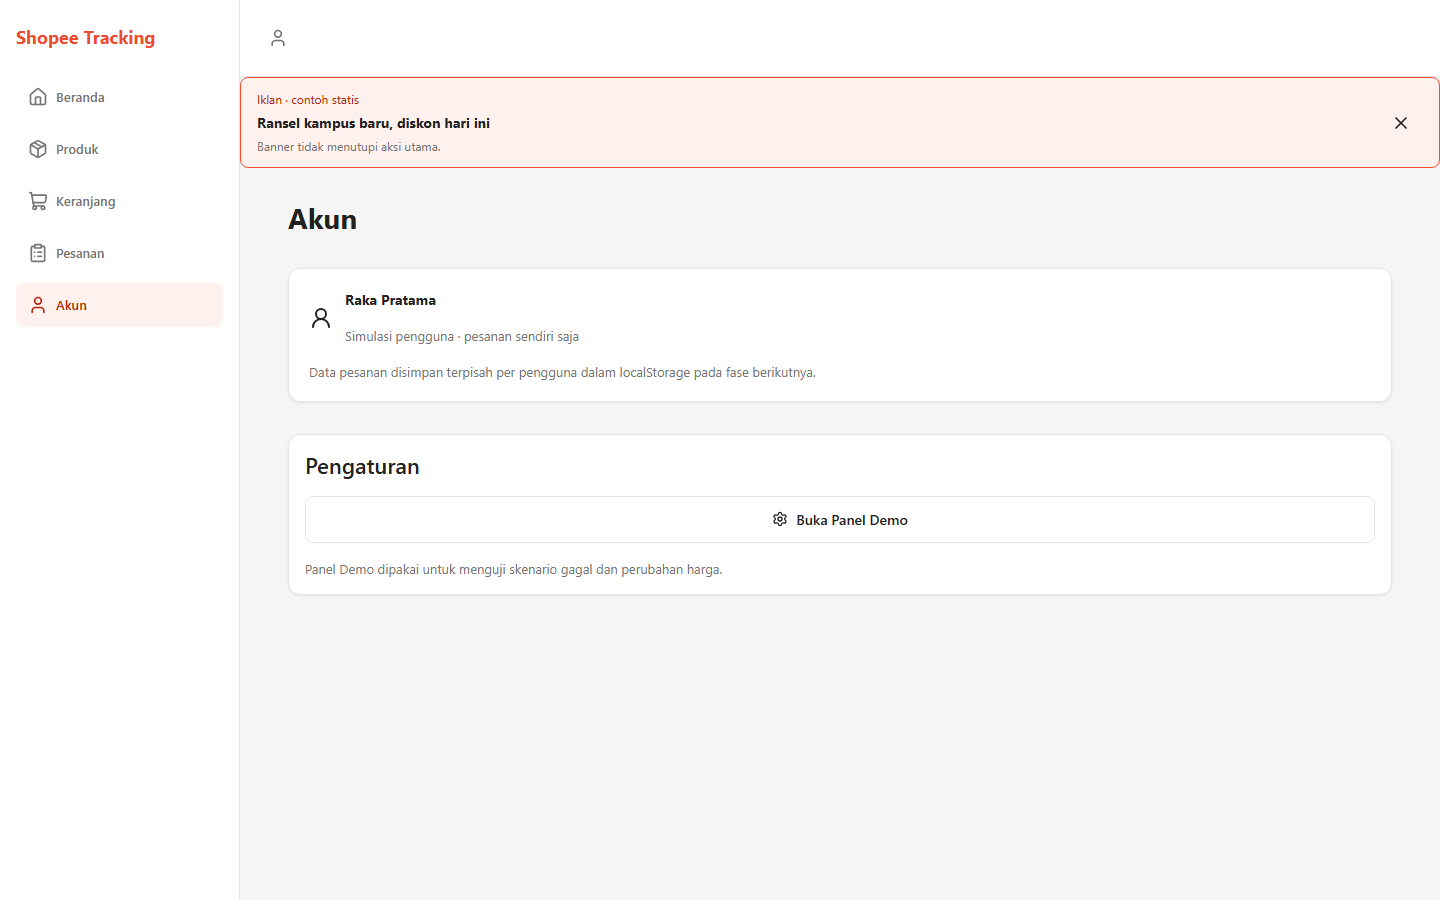 Shopee Tracking
Beranda
Produk
Keranjang
Pesanan
Akun
Iklan · contoh statis
Ransel kampus baru, diskon hari ini
Banner tidak menutupi aksi utama.
Akun
Raka Pratama
Simulasi pengguna · pesanan sendiri saja
Data pesanan disimpan terpisah per pengguna dalam localStorage pada fase berikutnya.
Pengaturan
Buka Panel Demo
Panel Demo dipakai untuk menguji skenario gagal dan perubahan harga.